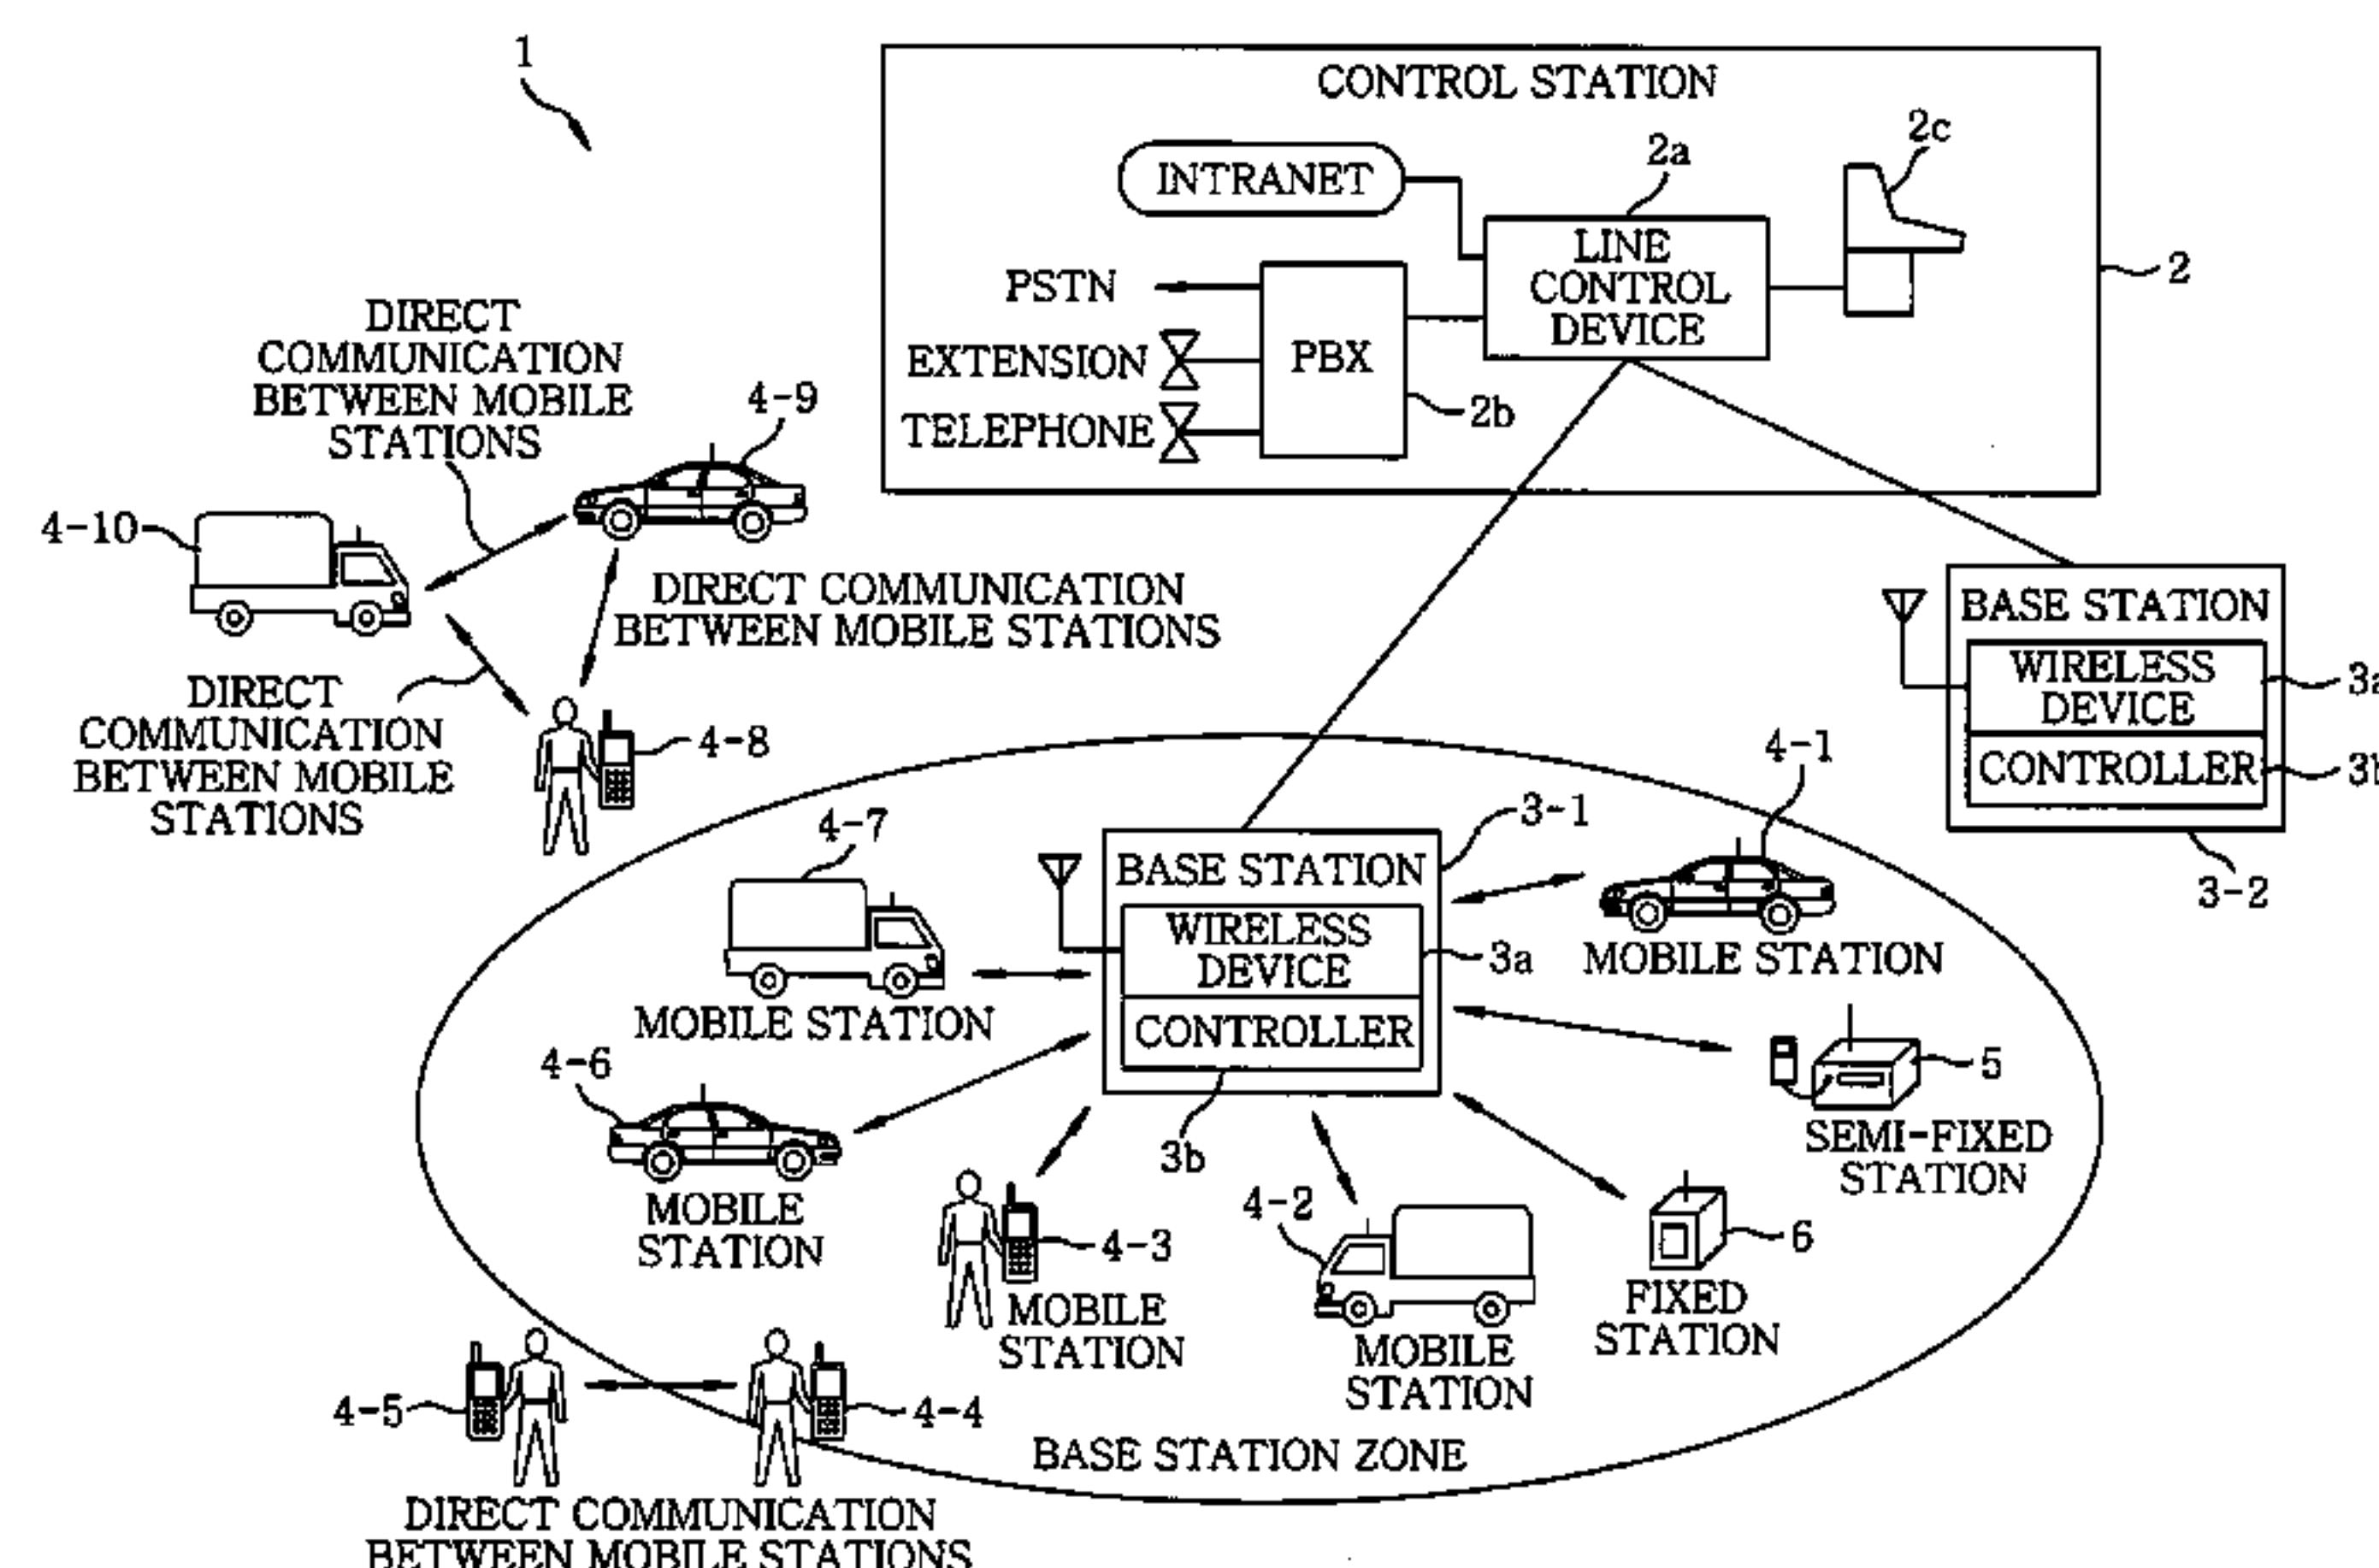 1
CONTROL STATION
INTRANET
2a
2c
LINE
CONTROL
DEVICE
2
PSTN
EXTENSION
TELEPHONE
PBX
2b
DIRECT
COMMUNICATION
BETWEEN MOBILE
STATIONS
4-9
4-10
DIRECT COMMUNICATION
BETWEEN MOBILE STATIONS
DIRECT
COMMUNICATION
BETWEEN MOBILE
STATIONS
4-8
BASE STATION
WIRELESS
DEVICE
3a
CONTROLLER
3b
3-2
4-7
MOBILE STATION
3-1
BASE STATION
WIRELESS
DEVICE
3a
CONTROLLER
3b
4-1
MOBILE STATION
4-6
MOBILE
STATION
5
SEMI-FIXED
STATION
4-3
MOBILE
STATION
4-2
MOBILE
STATION
6
FIXED
STATION
4-5
4-4
BASE STATION ZONE
DIRECT COMMUNICATION
BETWEEN MOBILE STATIONS